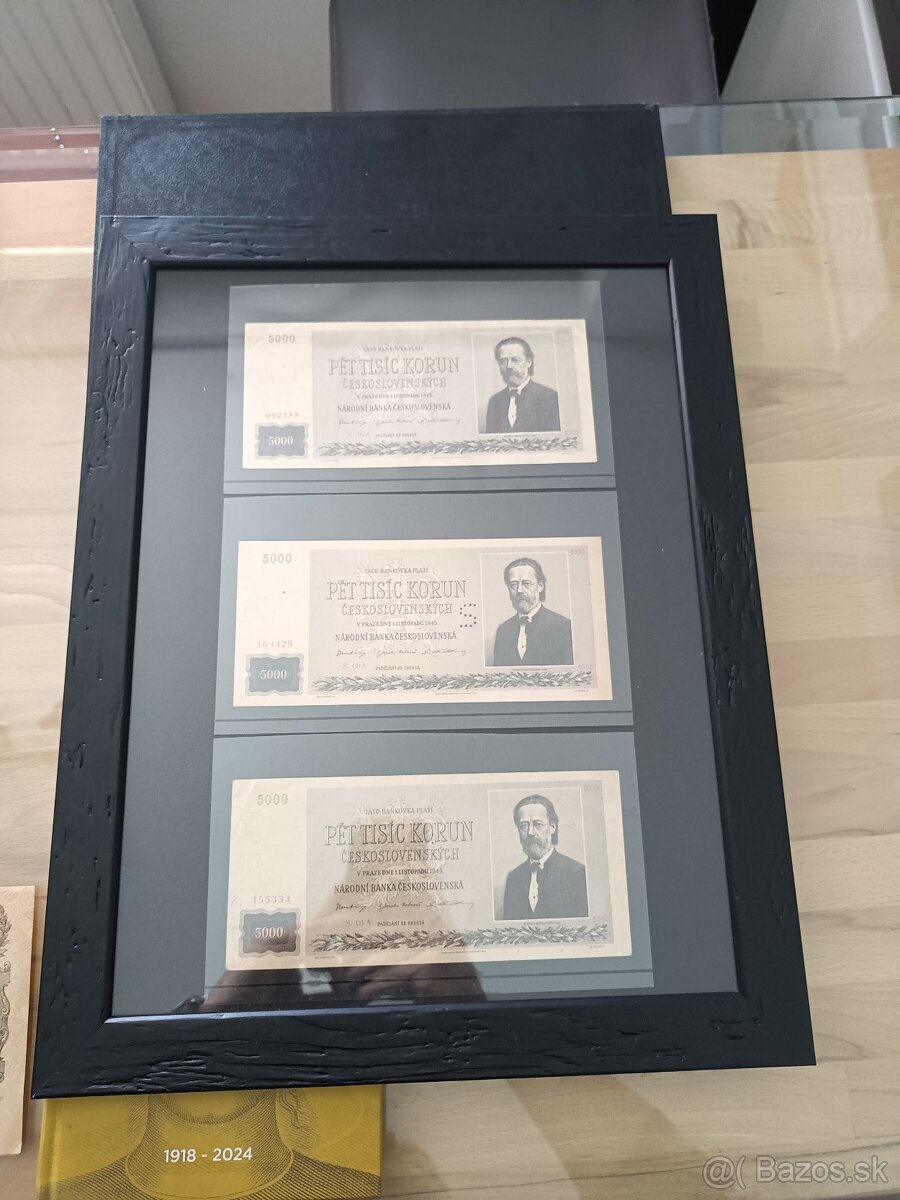 5000
TATO BANKOVKA PLATÍ
PĚT TISÍC KORUN
ČESKOSLOVENSKÝCH
V PRAZE DNE 1 LISTOPADU 1945.
NÁRODNÍ BANKA ČESKOSLOVENSKÁ
092188
5000
PADĚLÁNÍ SE TRESTÁ
5000
TATO BANKOVKA PLATÍ
PĚT TISÍC KORUN
ČESKOSLOVENSKÝCH
S
V PRAZE DNE 1 LISTOPADU 1945.
NÁRODNÍ BANKA ČESKOSLOVENSKÁ
164429
5000
PADĚLÁNÍ SE TRESTÁ
5000
TATO BANKOVKA PLATÍ
PĚT TISÍC KORUN
ČESKOSLOVENSKÝCH
V PRAZE DNE 1 LISTOPADU 1945.
NÁRODNÍ BANKA ČESKOSLOVENSKÁ
155333
5000
S. 01A PADĚLÁNÍ SE TRESTÁ
1918 - 2024
@( Bazos.sk